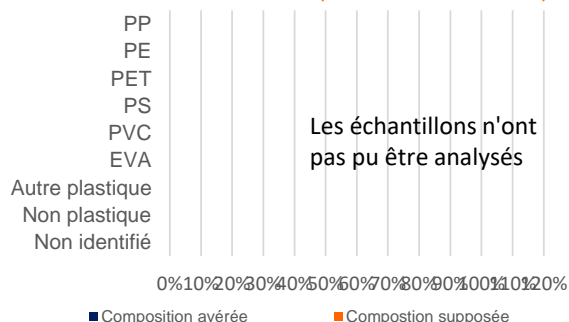 PP
PE
PET
PS
PVC
EVA
Autre plastique
Non plastique
Non identifié
Les échantillons n'ont
pas pu être analysés
0%10%20%30%40%50%60%70%80%90%100%110%120%
Composition avérée Compostion supposée